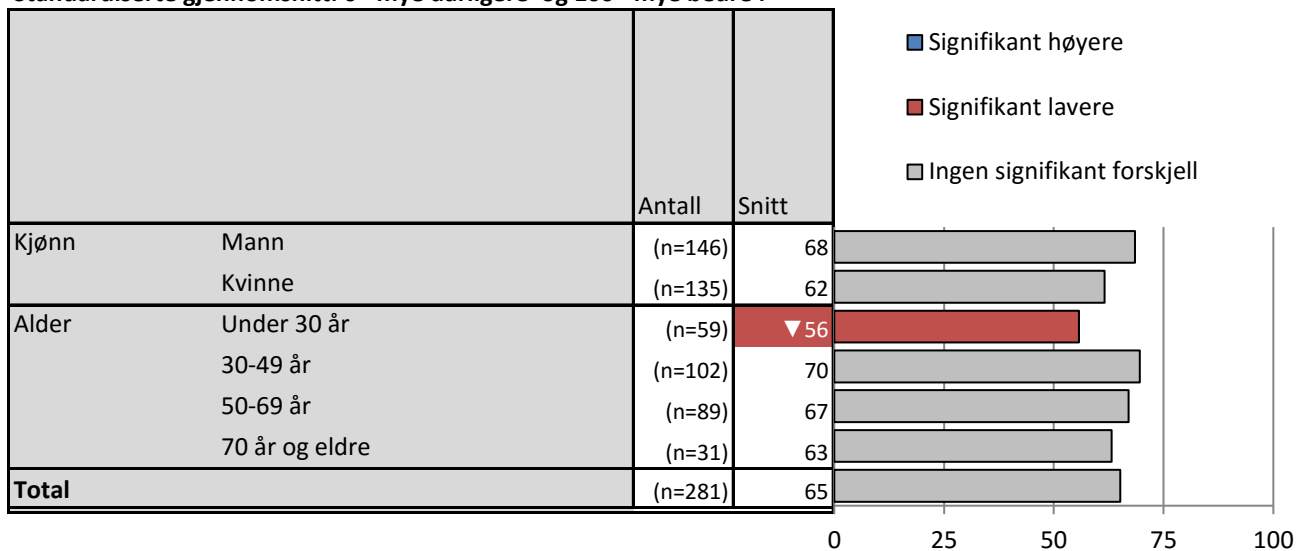 Signifikant høyere
Signifikant lavere
Ingen signifikant forskjell
Antall Snitt
Kjønn Mann (n=146) 68
Kvinne (n=135) 62
Alder Under 30 år (n=59) ▼56
30-49 år (n=102) 70
50-69 år (n=89) 67
70 år og eldre (n=31) 63
Total (n=281) 65
0 25 50 75 100